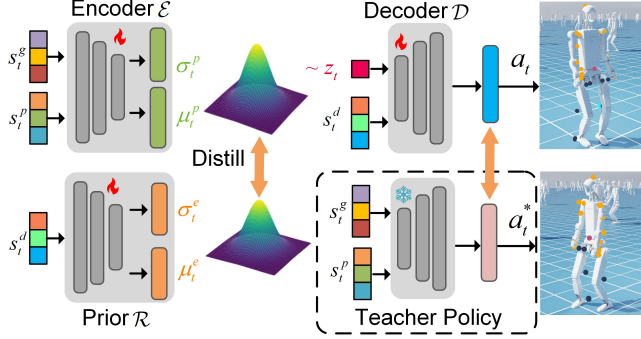 Encoder ℰ
Decoder 𝒟
s_t^g
s_t^p
σ_t^p
μ_t^p
~ z_t
s_t^d
a_t
Distill
s_t^d
σ_t^e
μ_t^e
s_t^g
s_t^p
a_t^*
Prior ℛ
Teacher Policy